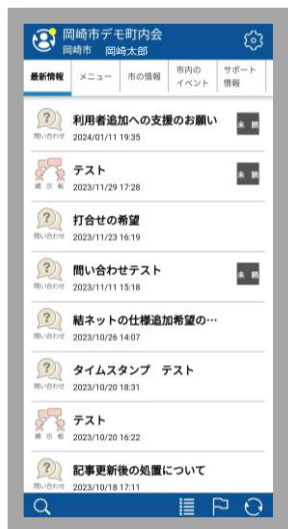 岡崎市デモ町内会
岡崎市 岡崎太郎
最新情報 メニュー 市の情報 市内のイベント サポート情報
利用者追加への支援のお願い 未読
問い合わせ 2024/01/11 19:35
テスト 未読
掲示板 2023/11/29 17:28
打合せの希望
問い合わせ 2023/11/23 16:19
問い合わせテスト 未読
問い合わせ 2023/11/11 15:18
結ネットの仕様追加希望の…
問い合わせ 2023/10/26 14:07
タイムスタンプ テスト
問い合わせ 2023/10/20 18:31
テスト
掲示板 2023/10/20 16:22
記事更新後の処置について
問い合わせ 2023/10/18 17:11